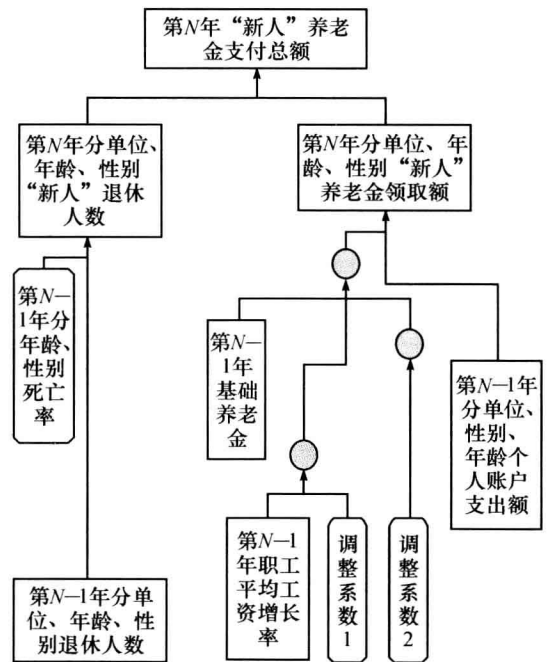 第N年“新人”养老
金支付总额
第N年分单位、
年龄、性别
“新人”退休
人数
第N年分单位、年
龄、性别“新人”
养老金领取额
第N—
1年分
年龄、
性别
死亡
率
第N—
1年
基础
养老
金
第N—1年
分单位、
性别、
年龄个
人账户
支出额
第N—1
年职工
平均工
资增长
率
调
整
系
数
1
调
整
系
数
2
第N—1年分单
位、年龄、性
别退休人数